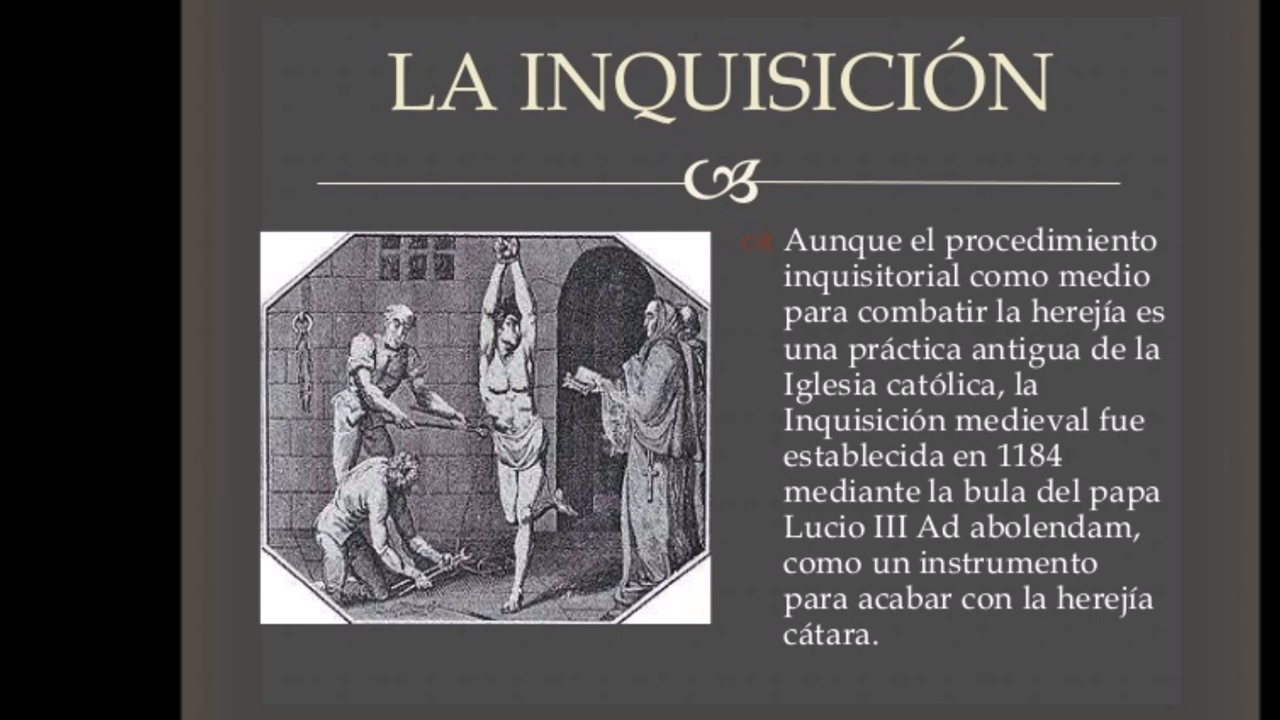 LA INQUISICIÓN
Aunque el procedimiento
inquisitorial como medio
para combatir la herejía es
una práctica antigua de la
Iglesia católica, la
Inquisición medieval fue
establecida en 1184
mediante la bula del papa
Lucio III Ad abolendam,
como un instrumento
para acabar con la herejía
cátara.